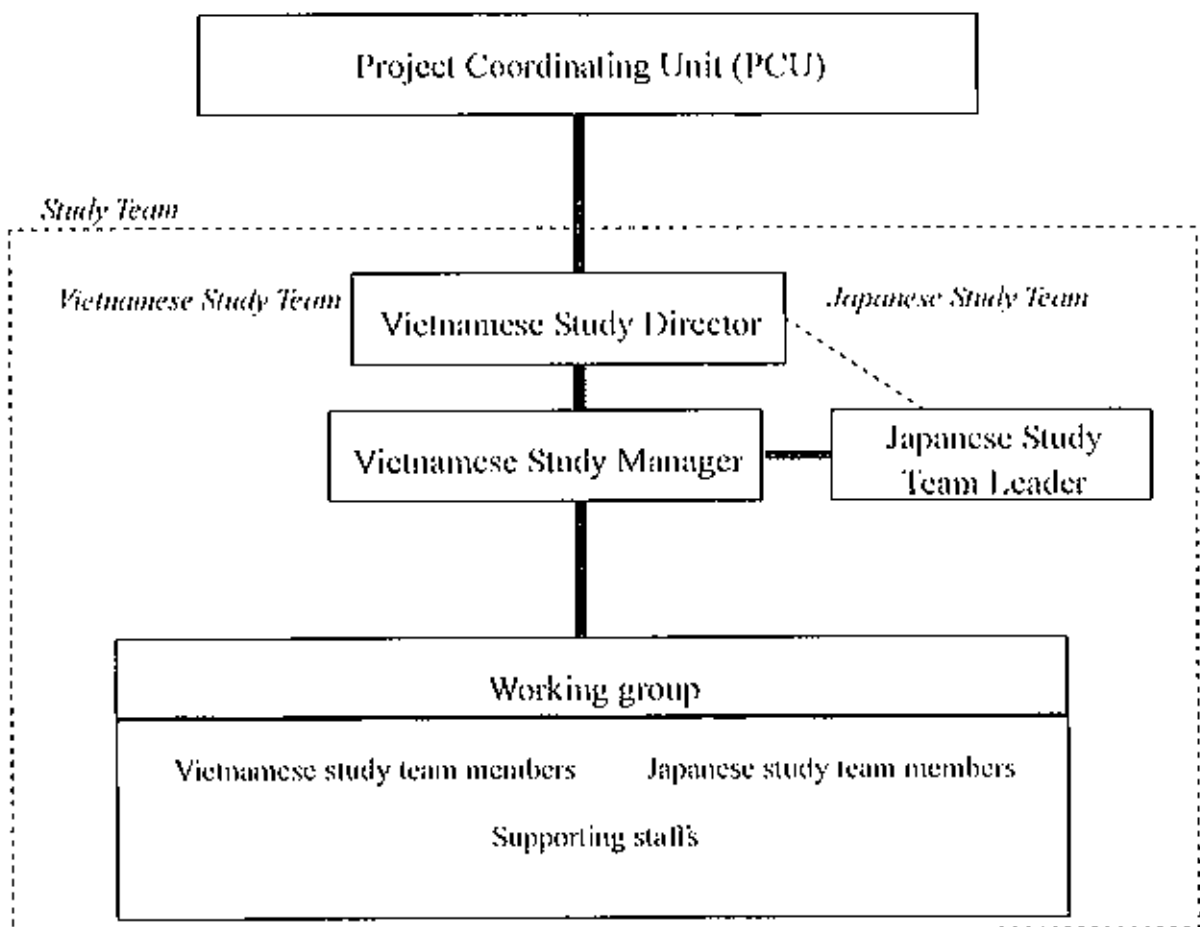 Project Coordinating Unit (PCU)
Study Team
Vietnamese Study Team
Japanese Study Team
Vietnamese Study Director
Vietnamese Study Manager
Japanese Study
Team Leader
Working group
Vietnamese study team members
Japanese study team members
Supporting staffs